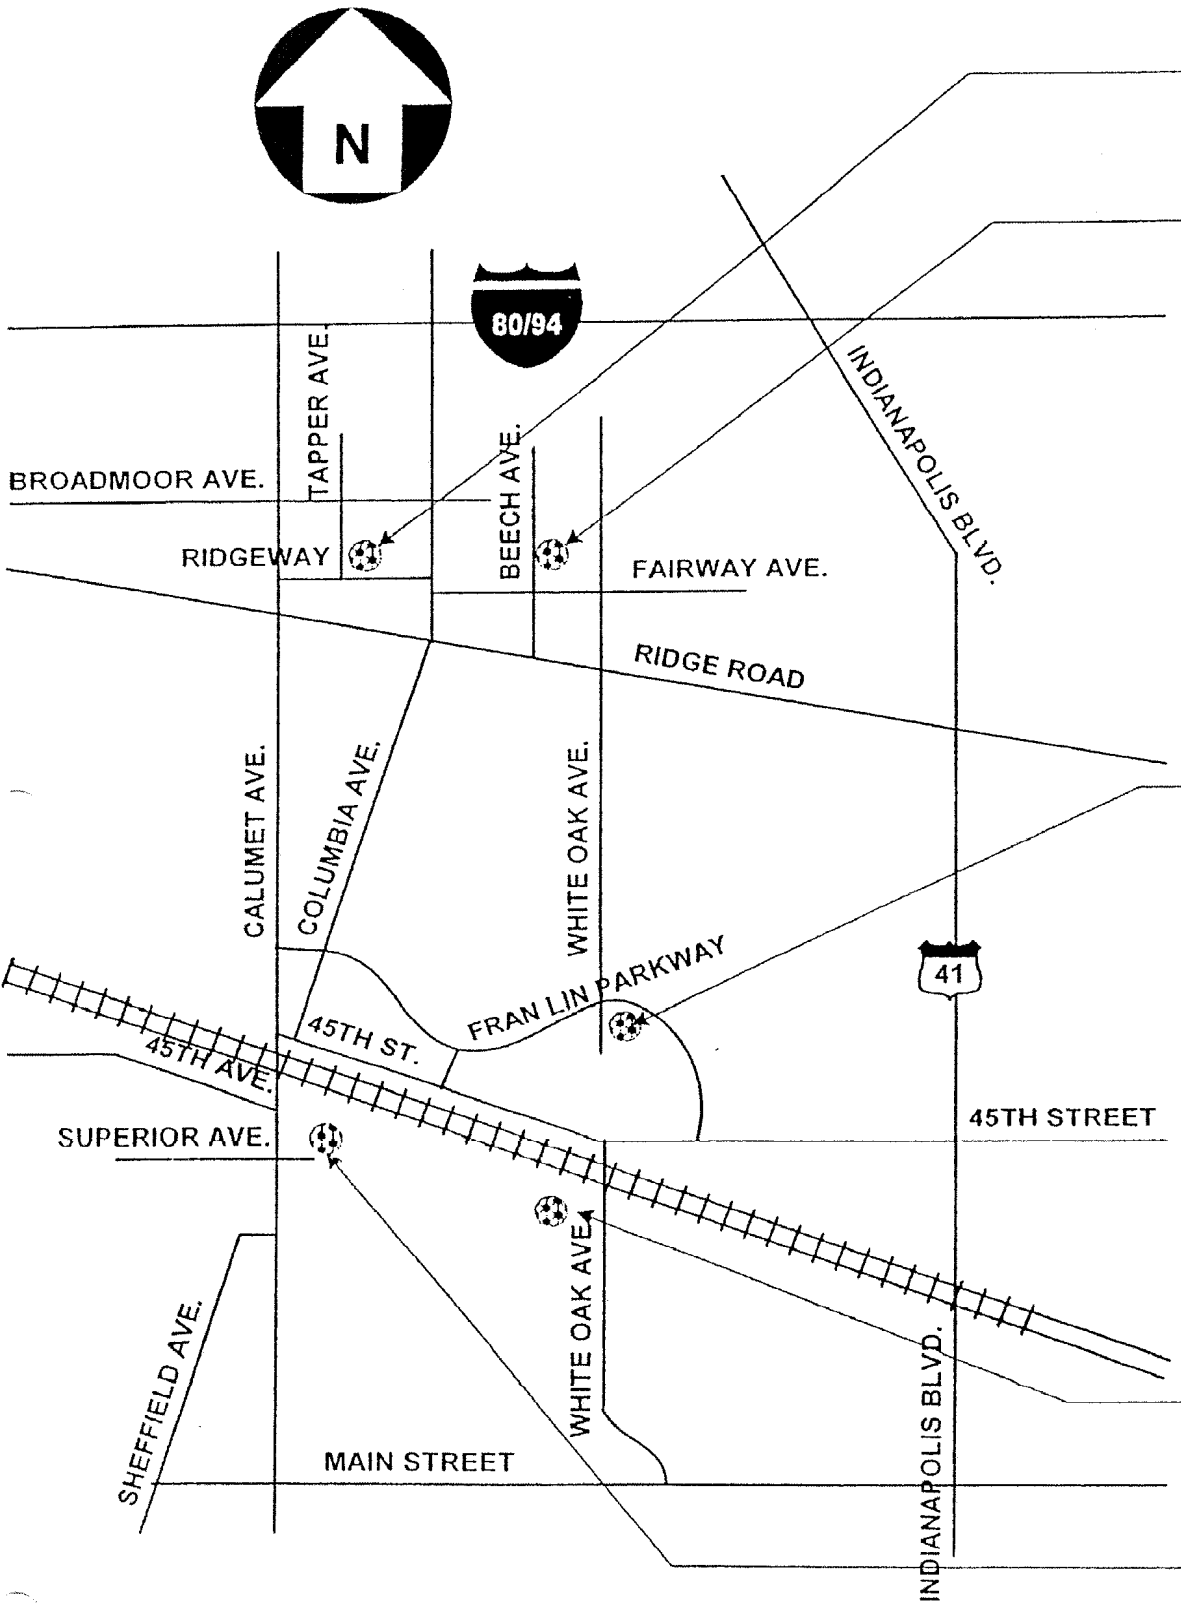 N
80/94
TAPPER AVE.
INDIANAPOLIS BLVD.
BROADMOOR AVE.
BEECH AVE.
RIDGEWAY
FAIRWAY AVE.
RIDGE ROAD
CALUMET AVE.
COLUMBIA AVE.
WHITE OAK AVE.
FRAN LIN PARKWAY
41
45TH ST.
45TH AVE.
45TH STREET
SUPERIOR AVE.
WHITE OAK AVE.
SHEFFIELD AVE.
INDIANAPOLIS BLVD.
MAIN STREET